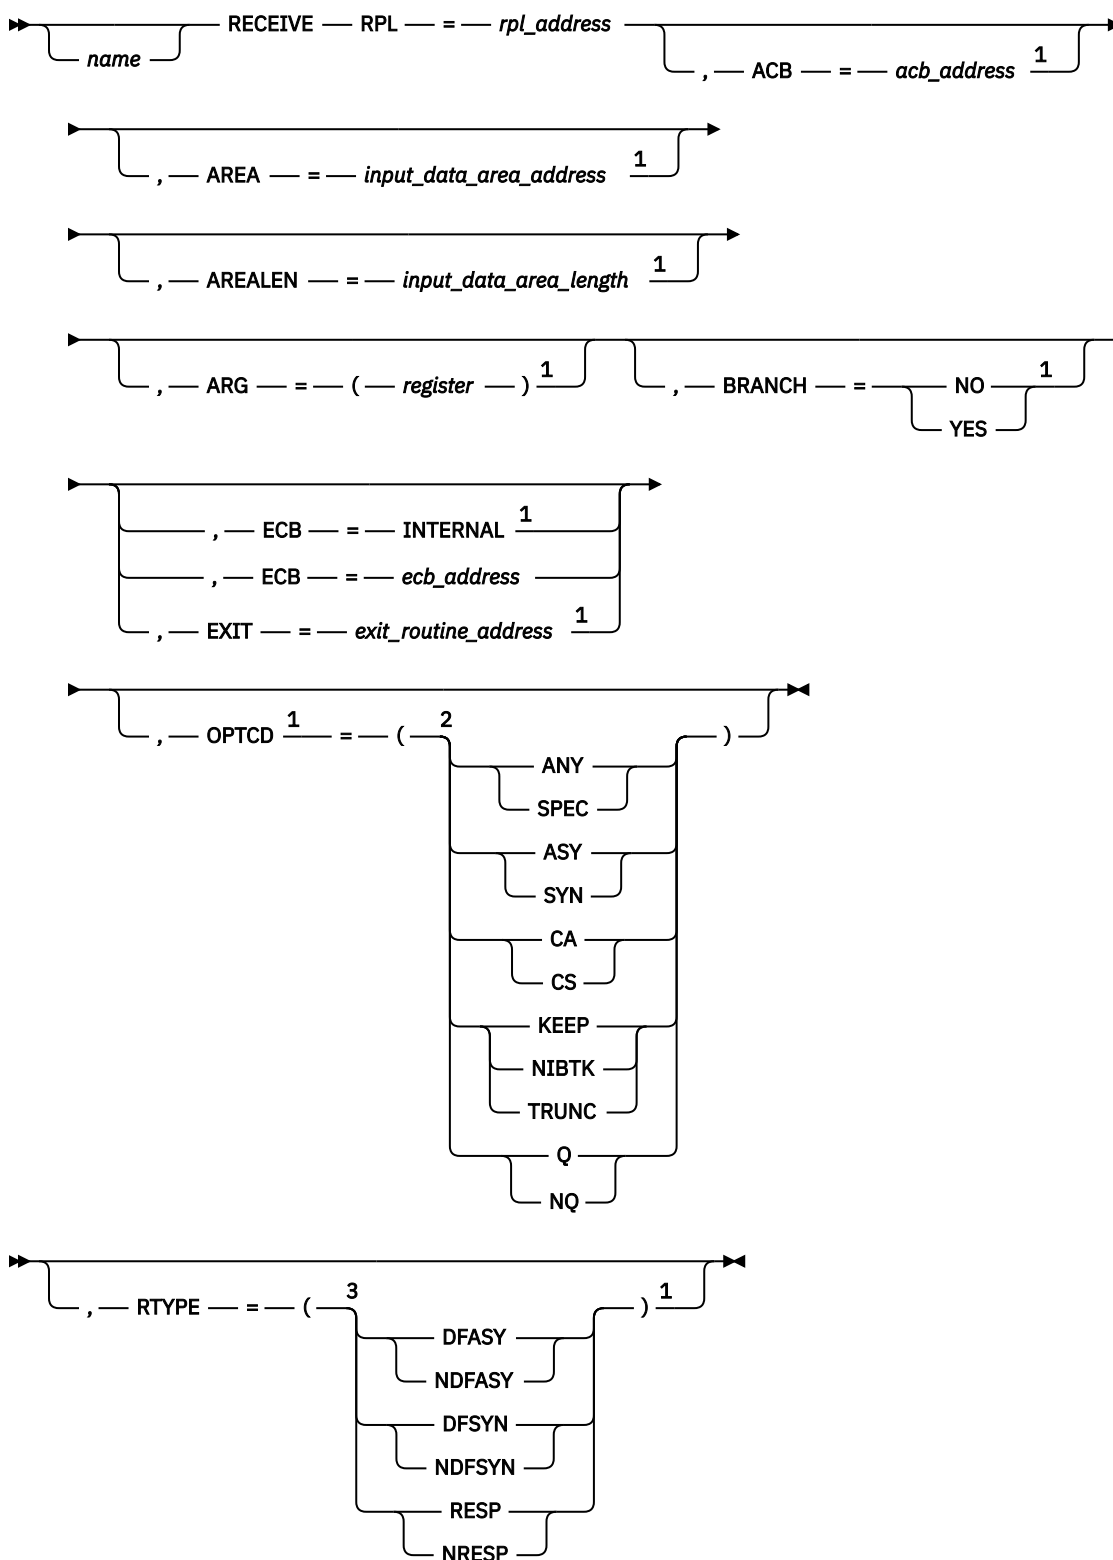 name RECEIVE RPL = rpl_address , ACB = acb_address 1
, AREA = input_data_area_address 1
, AREALEN = input_data_area_length 1
, ARG = ( register ) 1 , BRANCH = NO 1
YES
, ECB = INTERNAL 1
, ECB = ecb_address
, EXIT = exit_routine_address 1
, OPTCD 1 = ( 2 )
ANY
SPEC
ASY
SYN
CA
CS
KEEP
NIBTK
TRUNC
Q
NQ
, RTYPE = ( 3 ) 1
DFASY
NDFASY
DFSYN
NDFSYN
RESP
NRESP